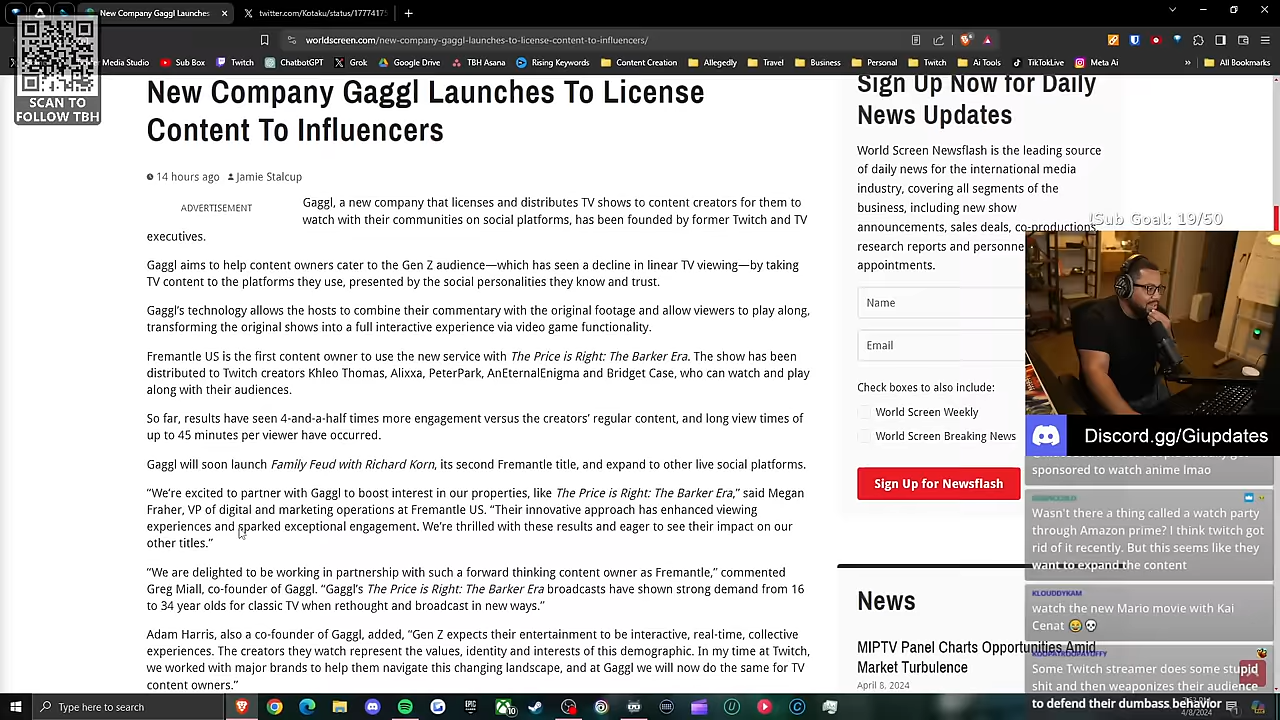 New Company Gaggl Launches
twitter.com/Kotaku/status/17774175
worldscreen.com/new-company-gaggl-launches-to-license-content-to-influencers/
Media Studio
Sub Box
Twitch
ChatbotGPT
Grok
Google Drive
TBH Asana
Rising Keywords
Content Creation
Allegedly
Travel
Business
Personal
Twitch
Ai Tools
TikTokLive
Meta Ai
All Bookmarks
SCAN TO
FOLLOW TBH
New Company Gaggl Launches To License
Content To Influencers
14 hours ago Jamie Stalcup
ADVERTISEMENT
Gaggl, a new company that licenses and distributes TV shows to content creators for them to
watch with their communities on social platforms, has been founded by former Twitch and TV
executives.
Gaggl aims to help content owners cater to the Gen Z audience—which has seen a decline in linear TV viewing—by taking
TV content to the platforms they use, presented by the social personalities they know and trust.
Gaggl's technology allows the hosts to combine their commentary with the original footage and allow viewers to play along,
transforming the original shows into a full interactive experience via video game functionality.
Fremantle US is the first content owner to use the new service with The Price is Right: The Barker Era. The show has been
distributed to Twitch creators Khleo Thomas, Alixxa, PeterPark, AnEternalEnigma and Bridget Case, who can watch and play
along with their audiences.
So far, results have seen 4-and-a-half times more engagement versus the creators' regular content, and long view times of
up to 45 minutes per viewer have occurred.
Gaggl will soon launch Family Feud with Richard Korn, its second Fremantle title, and expand to other live social platforms.
"We're excited to partner with Gaggl to boost interest in our properties, like The Price is Right: The Barker Era," said Megan
Fraher, VP of digital and marketing operations at Fremantle US. "Their innovative approach has enhanced viewing
experiences and sparked exceptional engagement. We're thrilled with these results and eager to see their impact on our
other titles."
"We are delighted to be working in partnership with such a forward thinking content owner as Fremantle," commented
Greg Miall, co-founder of Gaggl. "Gaggl's The Price is Right: The Barker Era broadcasts have shown strong demand from 16
to 34 year olds for classic TV when rethought and broadcast in new ways."
Adam Harris, also a co-founder of Gaggl, added, "Gen Z expects their entertainment to be interactive, real-time, collective
experiences. The creators they watch represent the values, identity and interests of this demographic. In my time at Twitch,
we worked with major brands to help them navigate this changing landscape, and at Gaggl we will now do the same for TV
content owners."
Sign Up Now for Daily
News Updates
World Screen Newsflash is the leading source
of daily news for the international media
industry, covering all segments of the
business, including new show
announcements, sales deals, co-productions,
research reports and personne
appointments.
Name
Email
Check boxes to also include:
World Screen Weekly
World Screen Breaking News
Sign Up for Newsflash
News
MIPTV Panel Charts Opportunities Amid
Market Turbulence
April 8, 2024
!Sub Goal: 19/50
Discord.gg/Giupdates
sponsored to watch anime lmao
Wasn't there a thing called a watch party
through Amazon prime? I think twitch got
rid of it recently. But this seems like they
want to expand the content
KLOUDDYKAM
watch the new Mario movie with Kai
Cenat
Some Twitch streamer does some stupid
shit and then weaponizes their audience
to defend their dumbass behavior
Type here to search
4/8/2024